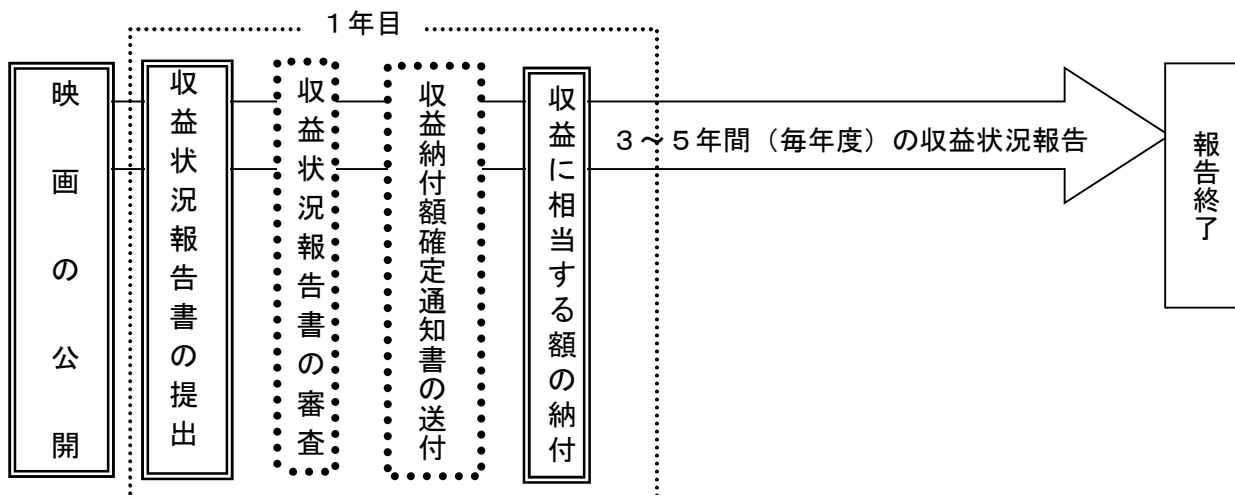 １年目
映画の公開
収益状況報告書の提出
収益状況報告書の審査
収益納付額確定通知書の送付
収益に相当する額の納付
３～５年間（毎年度）の収益状況報告
報告終了